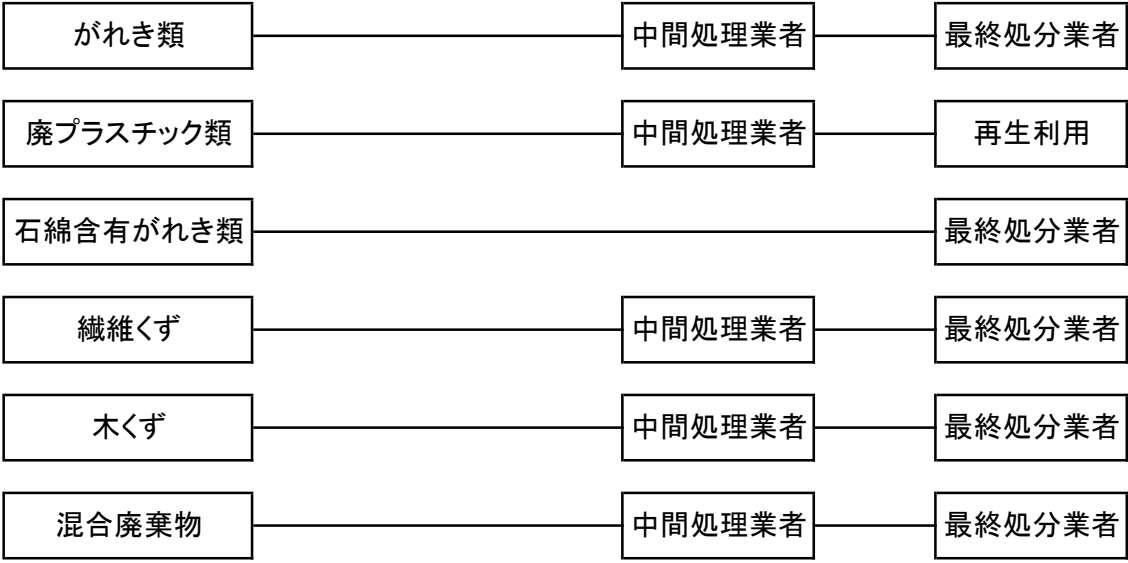 がれき類 中間処理業者 最終処分業者
廃プラスチック類 中間処理業者 再生利用
石綿含有がれき類 最終処分業者
繊維くず 中間処理業者 最終処分業者
木くず 中間処理業者 最終処分業者
混合廃棄物 中間処理業者 最終処分業者